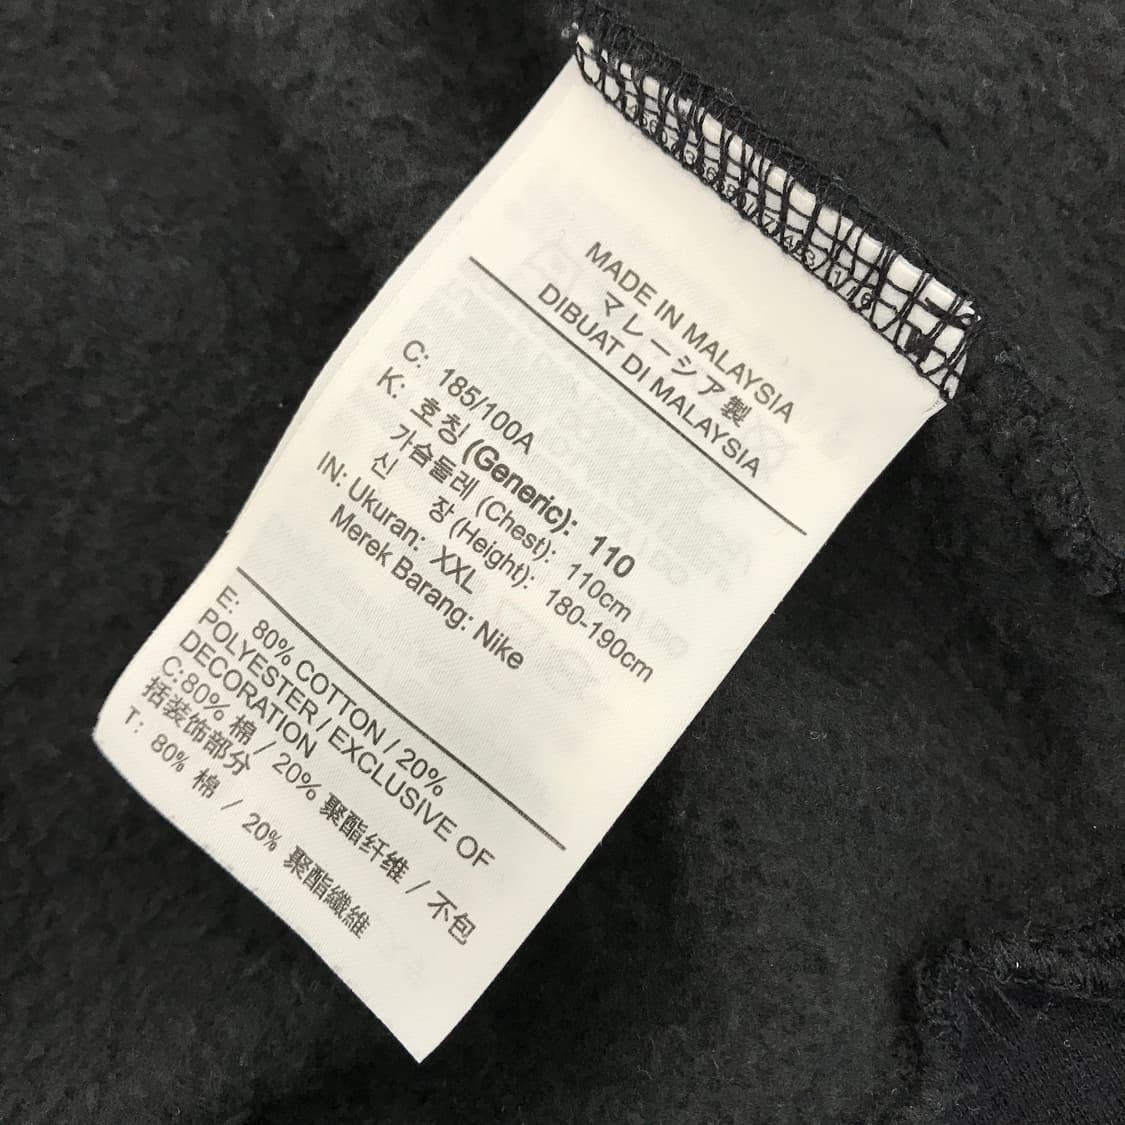 MADE IN MALAYSIA
マレーシア製
DIBUAT DI MALAYSIA
C: 185/100A
K: 호칭 (Generic): 110
가슴둘레 (Chest): 110cm
신 장 (Height): 180-190cm
IN: Ukuran: XXL
Merek Barang: Nike
E: 80% COTTON / 20%
POLYESTER / EXCLUSIVE OF
DECORATION
C:80% 棉 / 20% 聚酯纤维 / 不包
括装饰部分
T: 80% 棉 / 20% 聚酯纖維